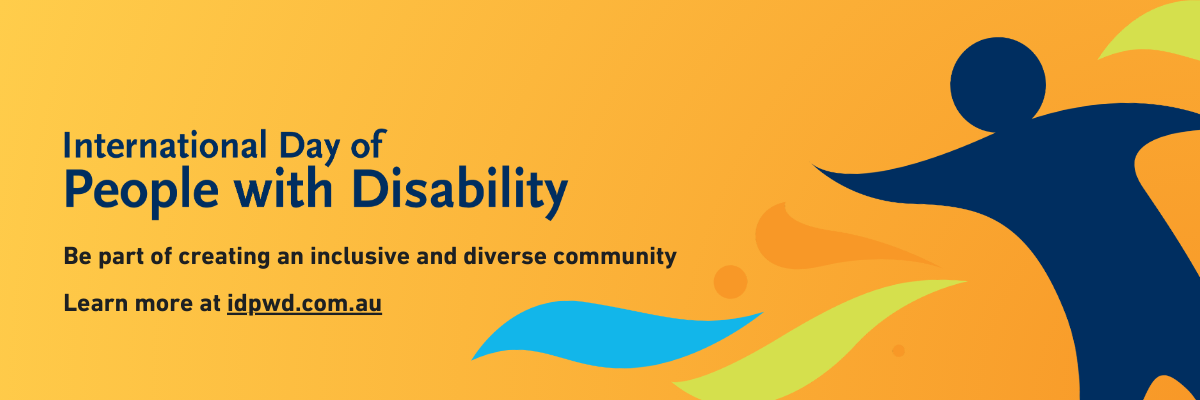 International Day of
People with Disability
Be part of creating an inclusive and diverse community
Learn more at idpwd.com.au